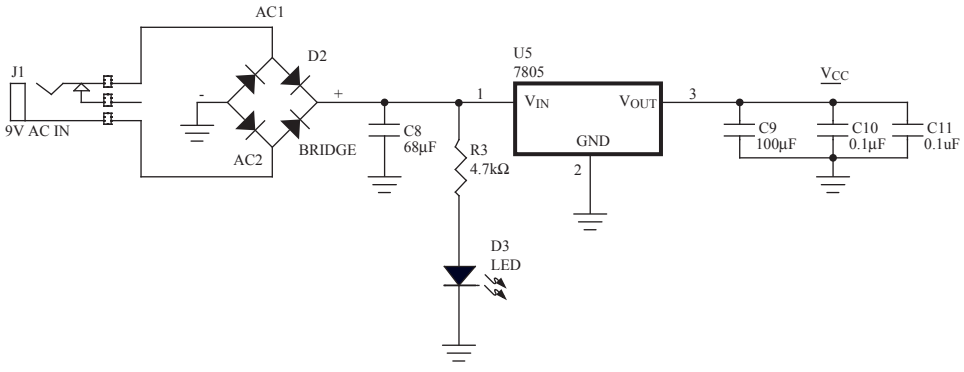 AC1
J1
9V AC IN
D2
-
+
AC2
BRIDGE
C8
68µF
R3
4.7kΩ
D3
LED
U5
7805
1
VIN
VOUT
3
GND
2
VCC
C9
100µF
C10
0.1µF
C11
0.1uF